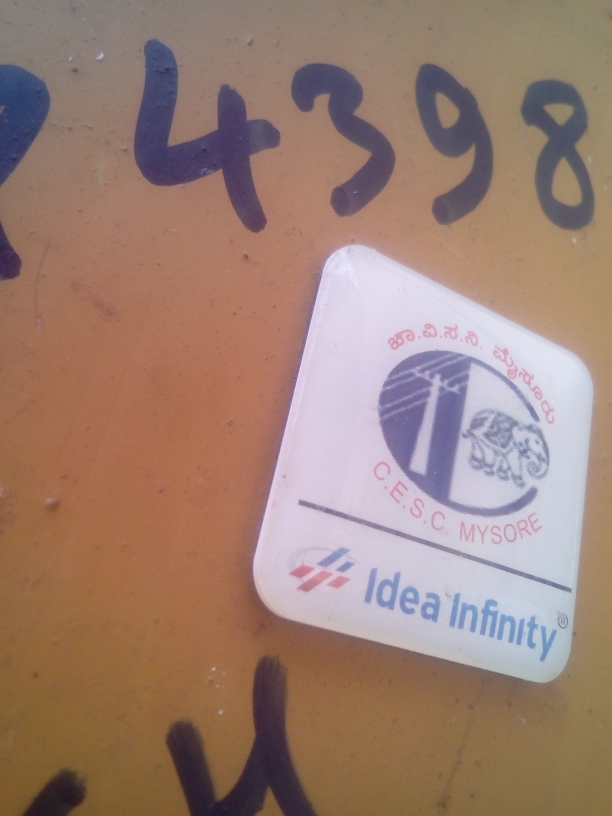 4398
ಚಾ.ವಿ.ಸ.ನಿ. ಮೈಸೂರು
C.E.S.C. MYSORE
Idea Infinity®